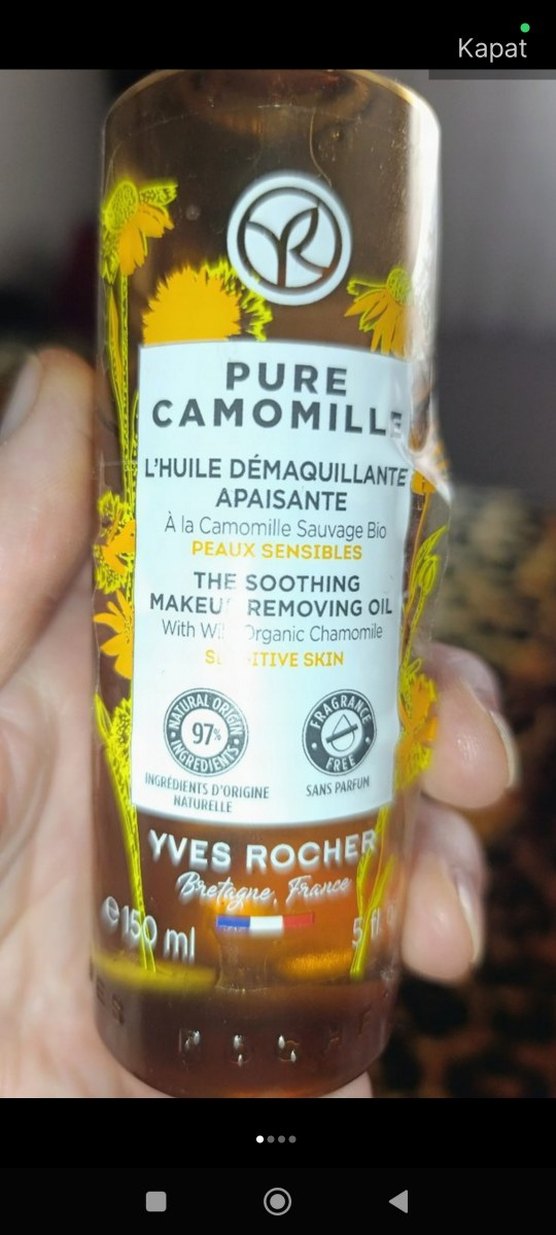 Kapat
YR
PURE
CAMOMILLE
L'HUILE DÉMAQUILLANTE
APAISANTE
À la Camomille Sauvage Bio
PEAUX SENSIBLES
THE SOOTHING
REMOVING OIL
With Organic Chamomile
SKIN
NATURAL ORIGIN
97%
INGREDIENTS
FRAGRANCE
FREE
INGRÉDIENTS D'ORIGINE
NATURELLE
SANS PARFUM
YVES ROCHER
Bretagne, France
e 150 ml